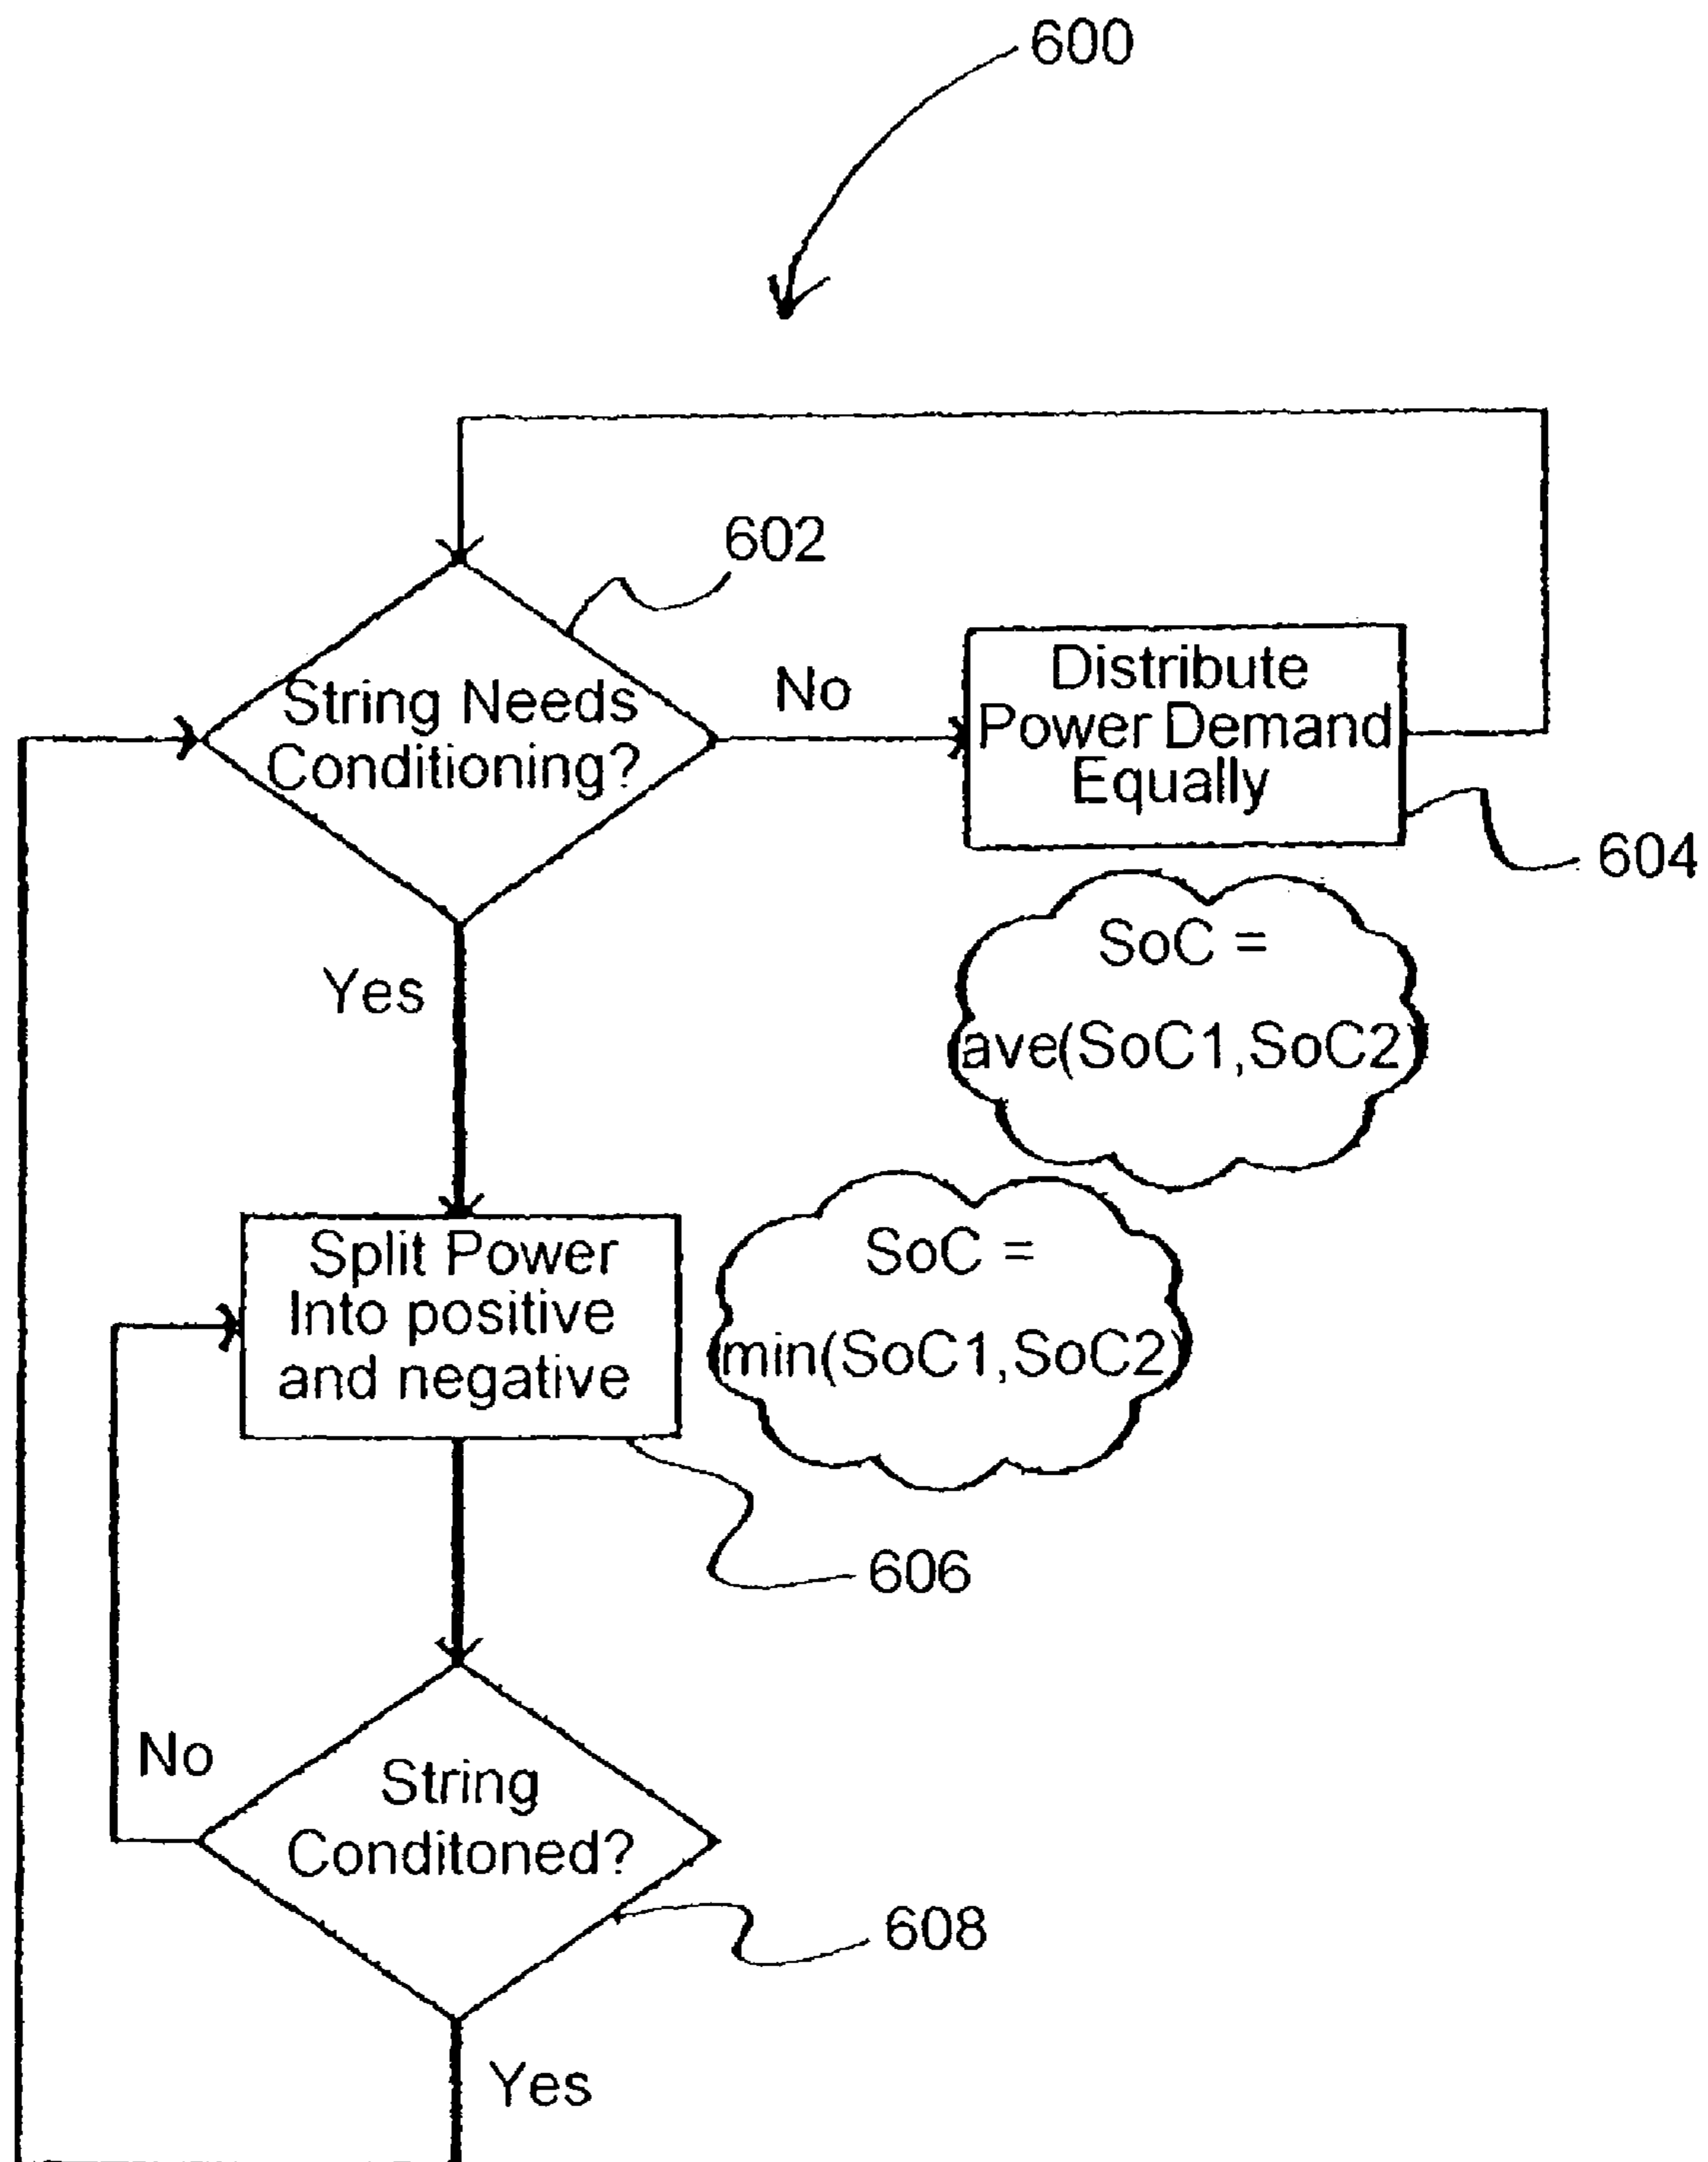 600
602
String Needs
Conditioning?
No
Distribute
Power Demand
Equally
604
SoC =
ave(SoC1,SoC2)
Yes
Split Power
Into positive
and negative
SoC =
min(SoC1,SoC2)
606
No
String
Conditoned?
608
Yes